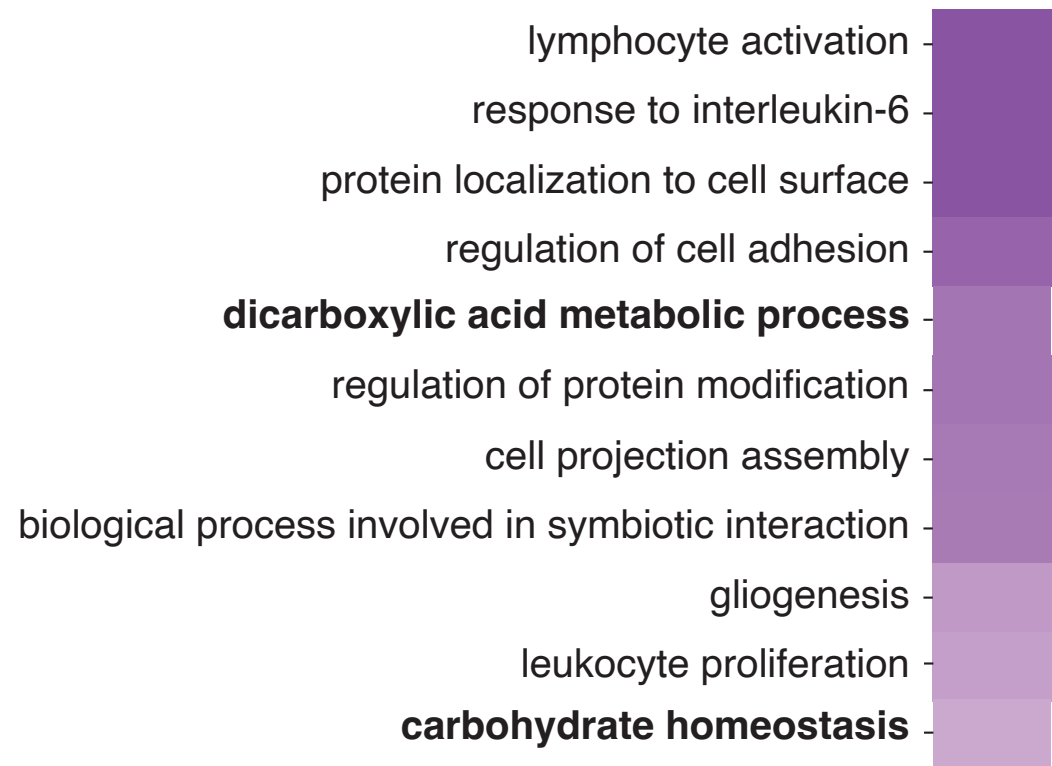 lymphocyte activation
response to interleukin-6
protein localization to cell surface
regulation of cell adhesion
dicarboxylic acid metabolic process
regulation of protein modification
cell projection assembly
biological process involved in symbiotic interaction
gliogenesis
leukocyte proliferation
carbohydrate homeostasis